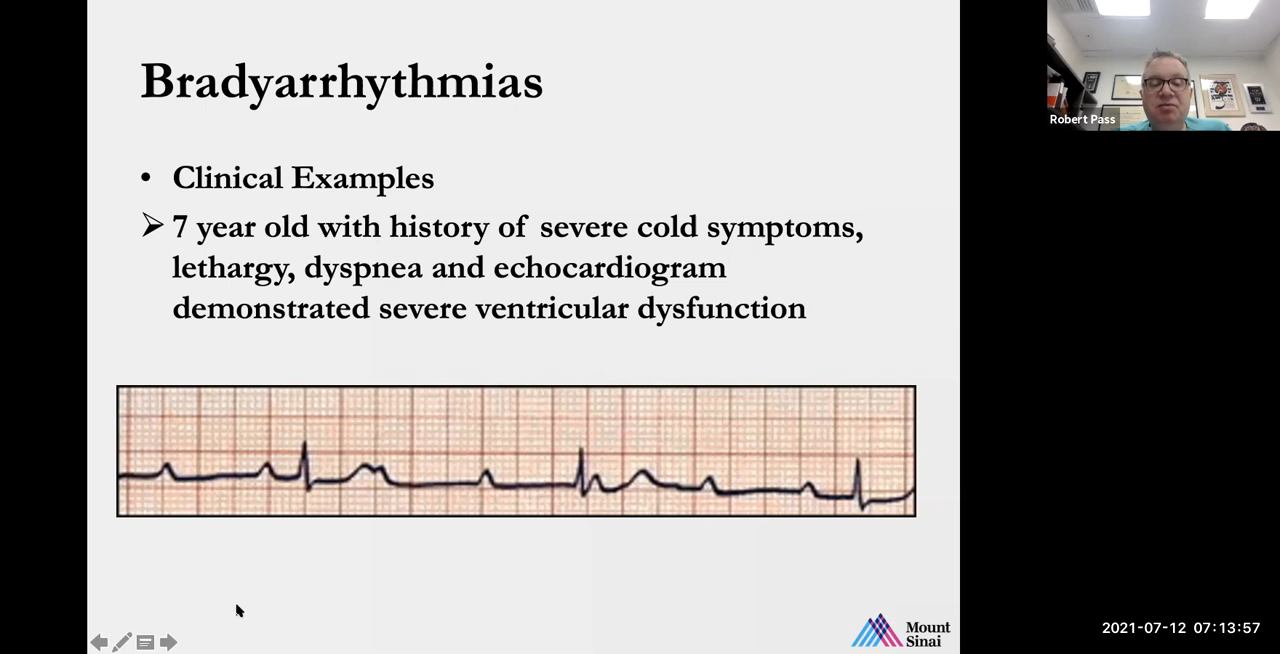 Bradyarrhythmias
• Clinical Examples
➢ 7 year old with history of severe cold symptoms,
lethargy, dyspnea and echocardiogram
demonstrated severe ventricular dysfunction
Mount
Sinai
Robert Pass
2021-07-12 07:13:57